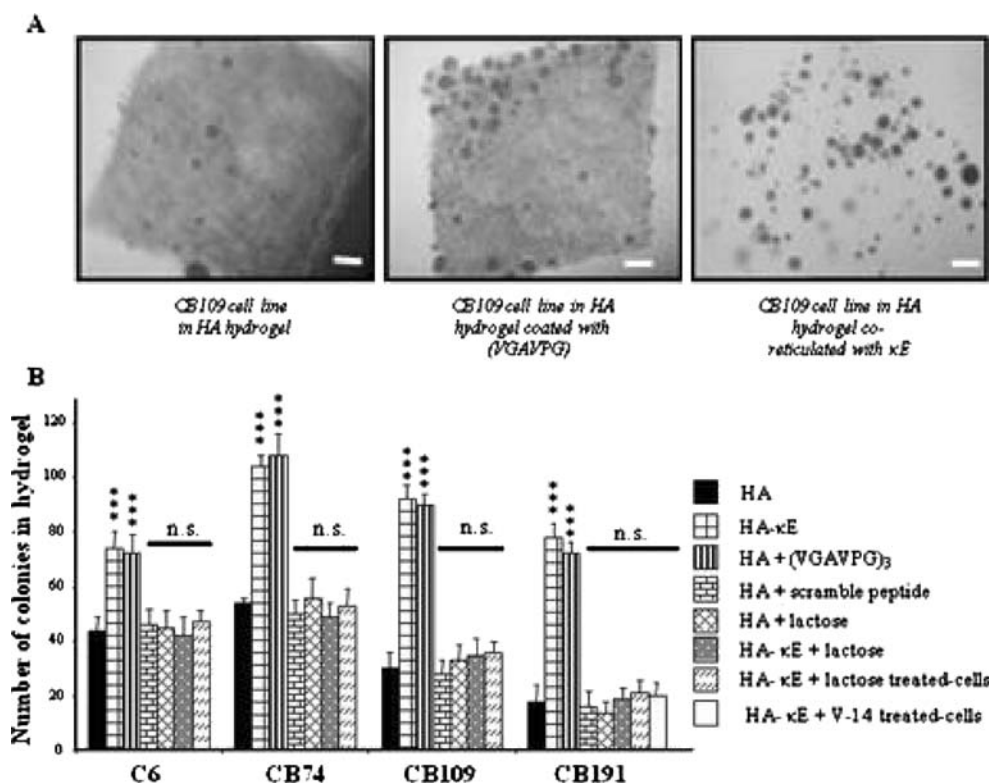 A
CB109 cell line
in HA hydrogel
CB109 cell line in HA
hydrogel coated with
(VGAVPG)
CB109 cell line in HA
hydrogel co-
reticulated with κE
B
Number of colonies in hydrogel
120
100
80
60
40
20
0
*** *** n.s.
*** *** n.s.
*** *** n.s.
*** *** n.s.
C6 CB74 CB109 CB191
HA
HA-κE
HA + (VGAVPG)3
HA + scramble peptide
HA + lactose
HA- κE + lactose
HA- κE + lactose treated-cells
HA- κE + V-14 treated-cells